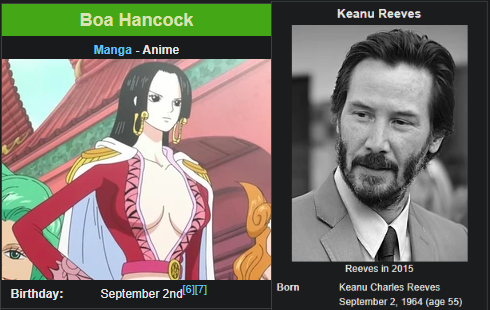 Boa Hancock
Manga - Anime
Birthday: September 2nd[6][7]
Keanu Reeves
Reeves in 2015
Born Keanu Charles Reeves
September 2, 1964 (age 55)